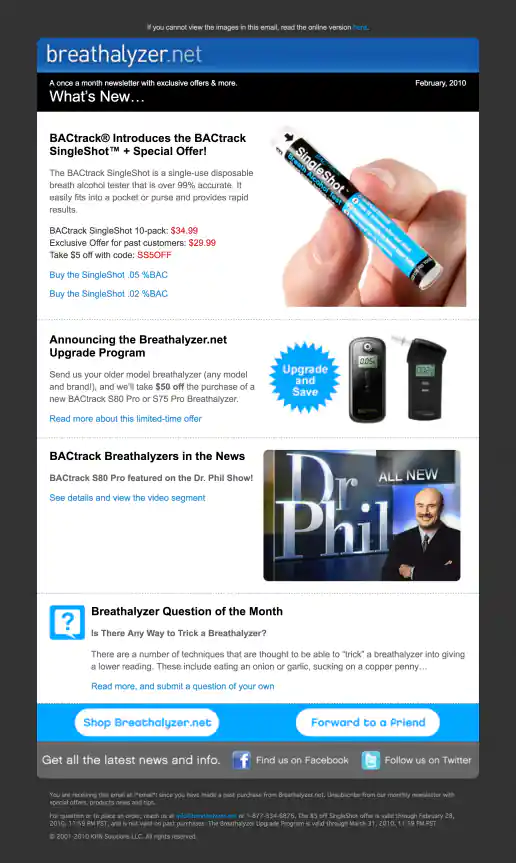 If you cannot view the images in this email, read the online version here.
breathalyzer.net
A once a month newsletter with exclusive offers & more.
February, 2010
What's New…
BACtrack® Introduces the BACtrack
SingleShot™ + Special Offer!
The BACtrack SingleShot is a single-use disposable
breath alcohol tester that is over 99% accurate. It
easily fits into a pocket or purse and provides rapid
results.
BACtrack SingleShot 10-pack: $34.99
Exclusive Offer for past customers: $29.99
Take $5 off with code: SS5OFF
Buy the SingleShot .05 %BAC
Buy the SingleShot .02 %BAC
SingleShot
Breath Alcohol Test
Announcing the Breathalyzer.net
Upgrade Program
Send us your older model breathalyzer (any model
and brand!), and we'll take $50 off the purchase of a
new BACtrack S80 Pro or S75 Pro Breathalyzer.
Read more about this limited-time offer
Upgrade
and
Save
BACtrack Breathalyzers in the News
BACtrack S80 Pro featured on the Dr. Phil Show!
See details and view the video segment
Dr
Phil
ALL NEW
?
Breathalyzer Question of the Month
Is There Any Way to Trick a Breathalyzer?
There are a number of techniques that are thought to be able to “trick” a breathalyzer into giving
a lower reading. These include eating an onion or garlic, sucking on a copper penny…
Read more, and submit a question of your own
Shop Breathalyzer.net
Forward to a friend
Get all the latest news and info.
Find us on Facebook
Follow us on Twitter
You are receiving this email at (*email*) since you have made a past purchase from Breathalyzer.net. Unsubscribe from our monthly newsletter with
special offers, products news and tips.
For question or to place an order, reach us at or 1-877-334-6875. The $5 off SingleShot offer is valid through February 28,
2010, 11:59 PM PST, and is not valid on past purchases. The Breathalyzer Upgrade Program is valid through March 31, 2010, 11:59 PM PST.
© 2001-2010 KHN Solutions LLC. All rights reserved.